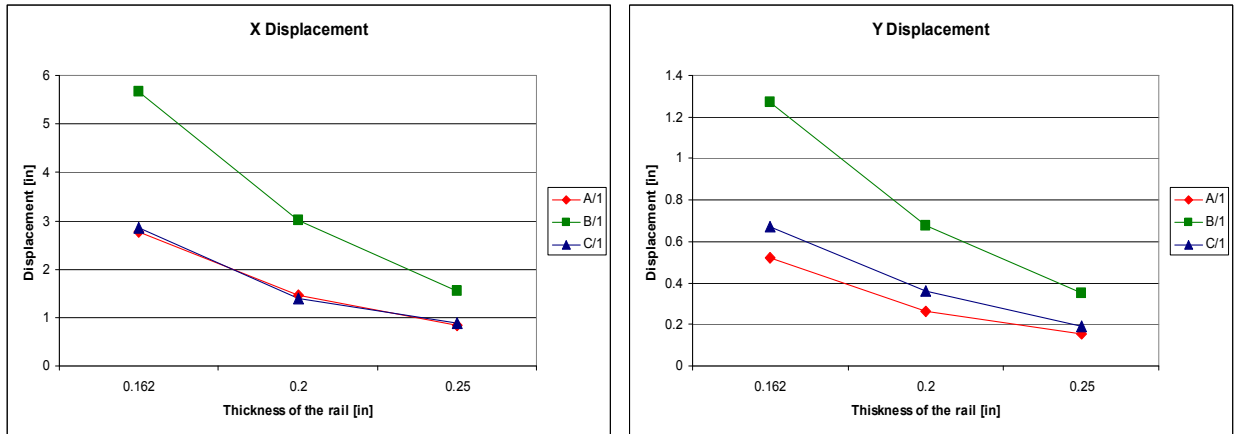 X Displacement
6
5
4
3
2
1
0
Displacement [in]
0.162 0.2 0.25
Thickness of the rail [in]
A/1
B/1
C/1
Y Displacement
1.4
1.2
1
0.8
0.6
0.4
0.2
0
Displacement [in]
0.162 0.2 0.25
Thiskness of the rail [in]
A/1
B/1
C/1